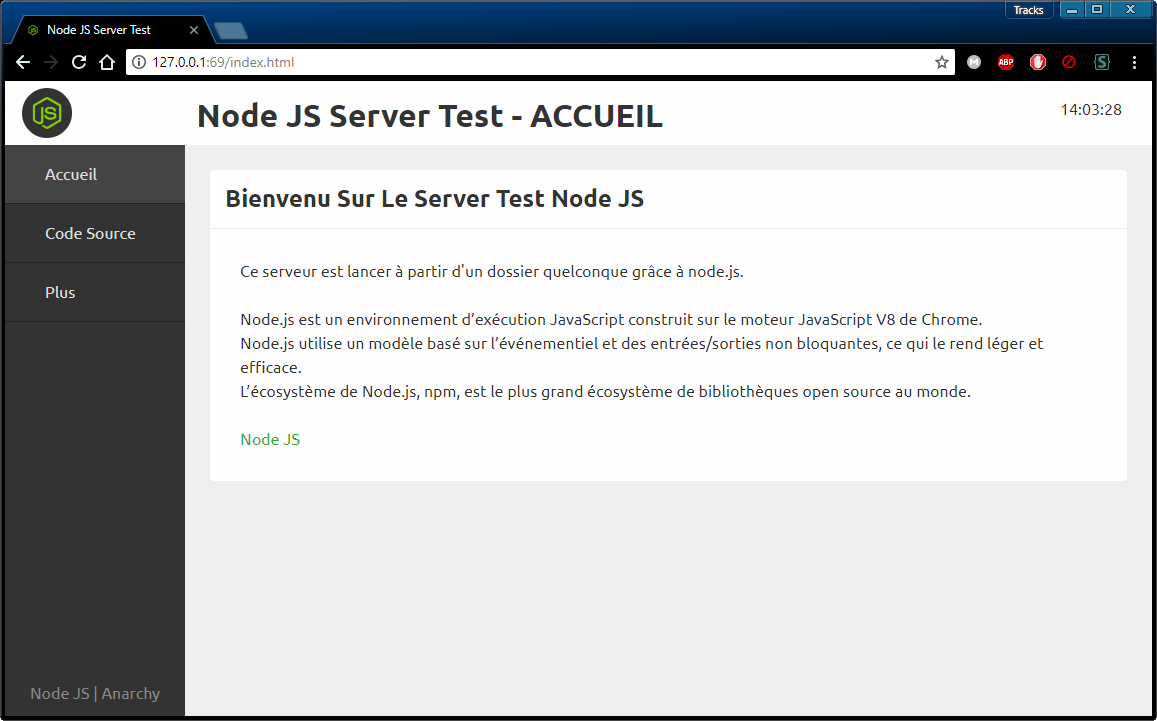 Tracks
Node JS Server Test
127.0.0.1:69/index.html
M
ABP
S
JS
Node JS Server Test - ACCUEIL
14:03:28
Accueil
Code Source
Plus
Bienvenu Sur Le Server Test Node JS
Ce serveur est lancer à partir d'un dossier quelconque grâce à node.js.
Node.js est un environnement d’exécution JavaScript construit sur le moteur JavaScript V8 de Chrome.
Node.js utilise un modèle basé sur l’événementiel et des entrées/sorties non bloquantes, ce qui le rend léger et
efficace.
L’écosystème de Node.js, npm, est le plus grand écosystème de bibliothèques open source au monde.
Node JS
Node JS | Anarchy